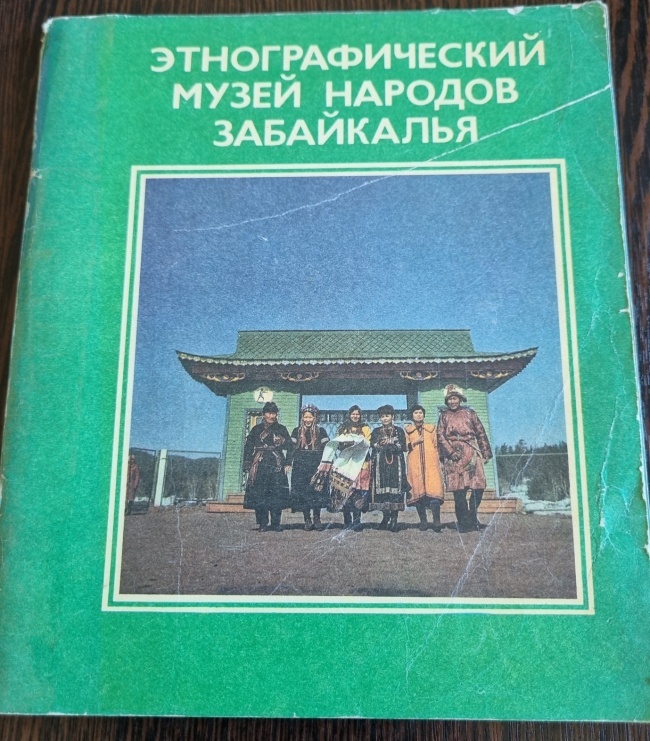 ЭТНОГРАФИЧЕСКИЙ
МУЗЕЙ НАРОДОВ
ЗАБАЙКАЛЬЯ